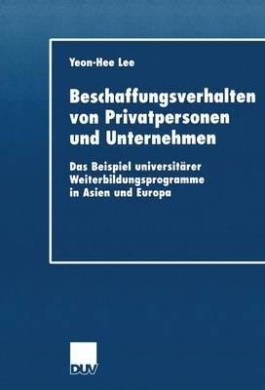 Yeon-Hee Lee
Beschaffungsverhalten
von Privatpersonen
und Unternehmen
Das Beispiel universitärer
Weiterbildungsprogramme
in Asien und Europa
DUV